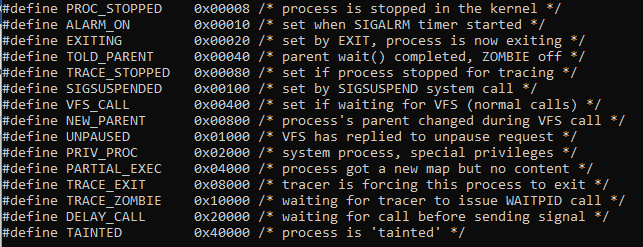 #define PROC_STOPPED 0x00008 /* process is stopped in the kernel */
#define ALARM_ON 0x00010 /* set when SIGALRM timer started */
#define EXITING 0x00020 /* set by EXIT, process is now exiting */
#define TOLD_PARENT 0x00040 /* parent wait() completed, ZOMBIE off */
#define TRACE_STOPPED 0x00080 /* set if process stopped for tracing */
#define SIGSUSPENDED 0x00100 /* set by SIGSUSPEND system call */
#define VFS_CALL 0x00400 /* set if waiting for VFS (normal calls) */
#define NEW_PARENT 0x00800 /* process's parent changed during VFS call */
#define UNPAUSED 0x01000 /* VFS has replied to unpause request */
#define PRIV_PROC 0x02000 /* system process, special privileges */
#define PARTIAL_EXEC 0x04000 /* process got a new map but no content */
#define TRACE_EXIT 0x08000 /* tracer is forcing this process to exit */
#define TRACE_ZOMBIE 0x10000 /* waiting for tracer to issue WAITPID call */
#define DELAY_CALL 0x20000 /* waiting for call before sending signal */
#define TAINTED 0x40000 /* process is 'tainted' */